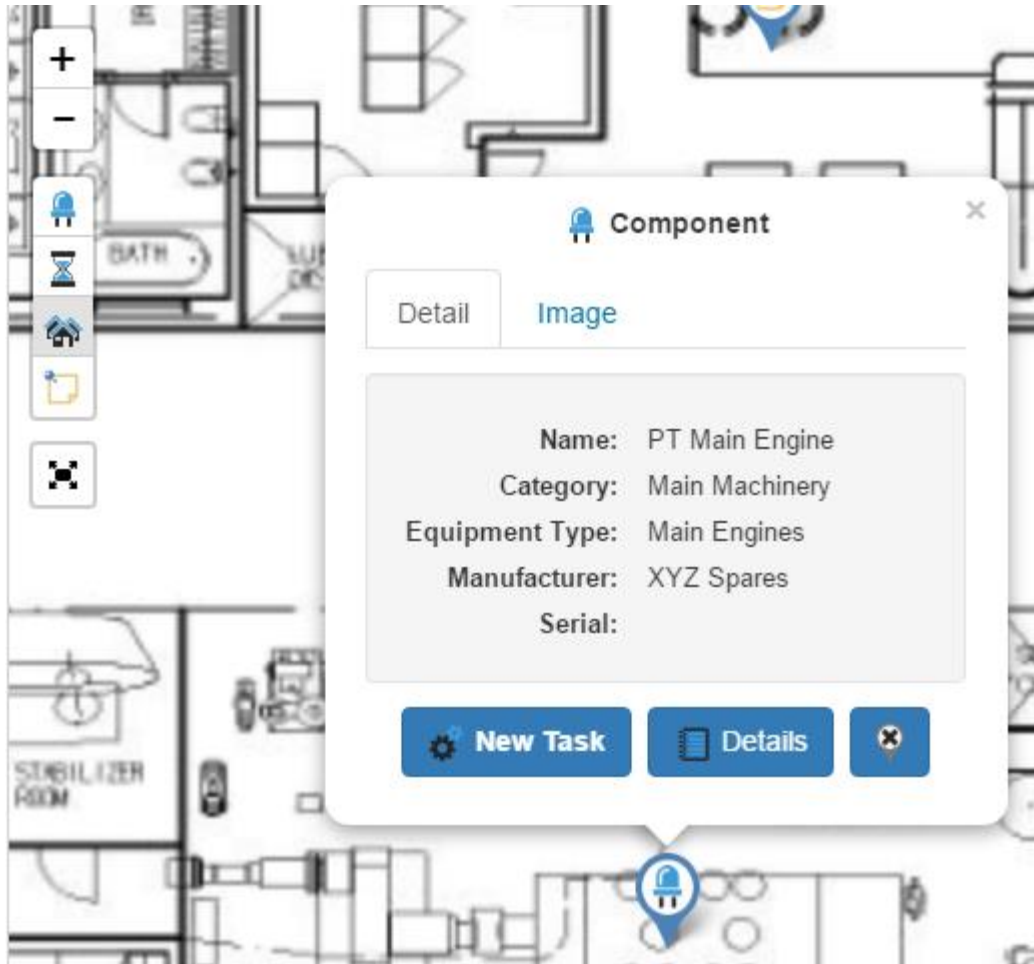 +
−
BATH
Component
×
Detail Image
Name: PT Main Engine
Category: Main Machinery
Equipment Type: Main Engines
Manufacturer: XYZ Spares
Serial:
New Task Details
STABILIZER
ROOM